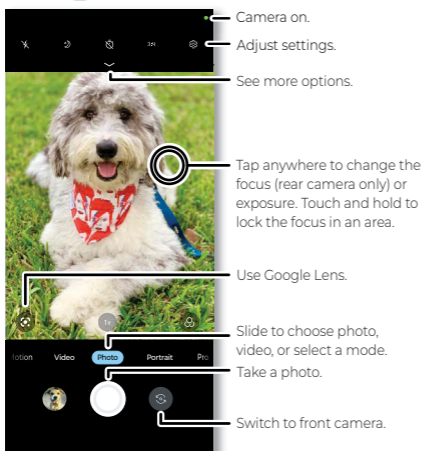 Camera on.
Adjust settings.
See more options.
Tap anywhere to change the
focus (rear camera only) or
exposure. Touch and hold to
lock the focus in an area.
Use Google Lens.
1x
Slide to choose photo,
video, or select a mode.
lotion Video Photo Portrait Pro
Take a photo.
Switch to front camera.